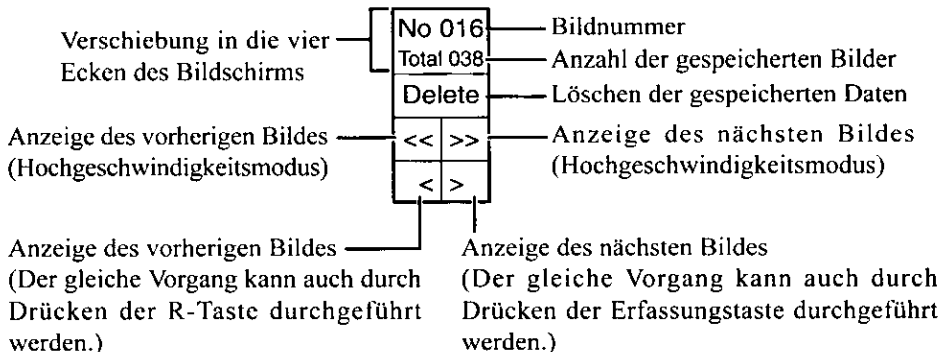 Verschiebung in die vier
Ecken des Bildschirms
No 016
Total 038
Delete
<< >>
< >
Bildnummer
Anzahl der gespeicherten Bilder
Löschen der gespeicherten Daten
Anzeige des vorherigen Bildes
(Hochgeschwindigkeitsmodus)
Anzeige des nächsten Bildes
(Hochgeschwindigkeitsmodus)
Anzeige des vorherigen Bildes
(Der gleiche Vorgang kann auch durch
Drücken der R-Taste durchgeführt
werden.)
Anzeige des nächsten Bildes
(Der gleiche Vorgang kann auch durch
Drücken der Erfassungstaste durchgeführt
werden.)